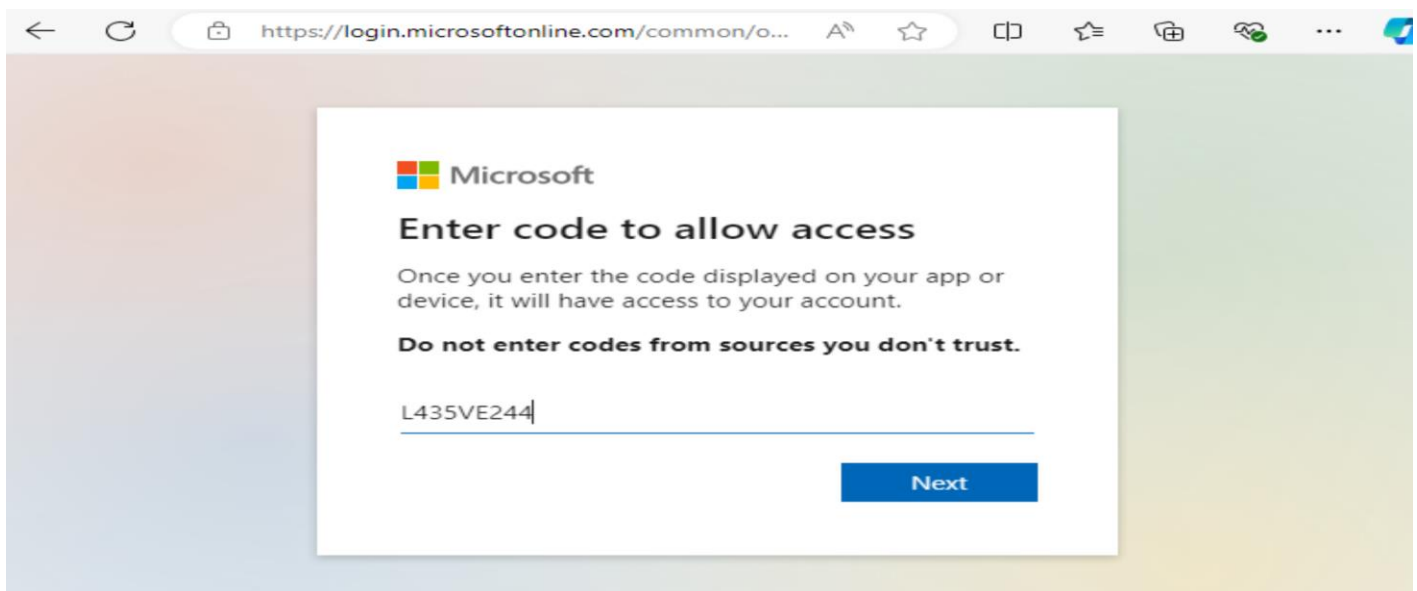 https://login.microsoftonline.com/common/o...
Microsoft
Enter code to allow access
Once you enter the code displayed on your app or
device, it will have access to your account.
Do not enter codes from sources you don't trust.
L435VE244
Next